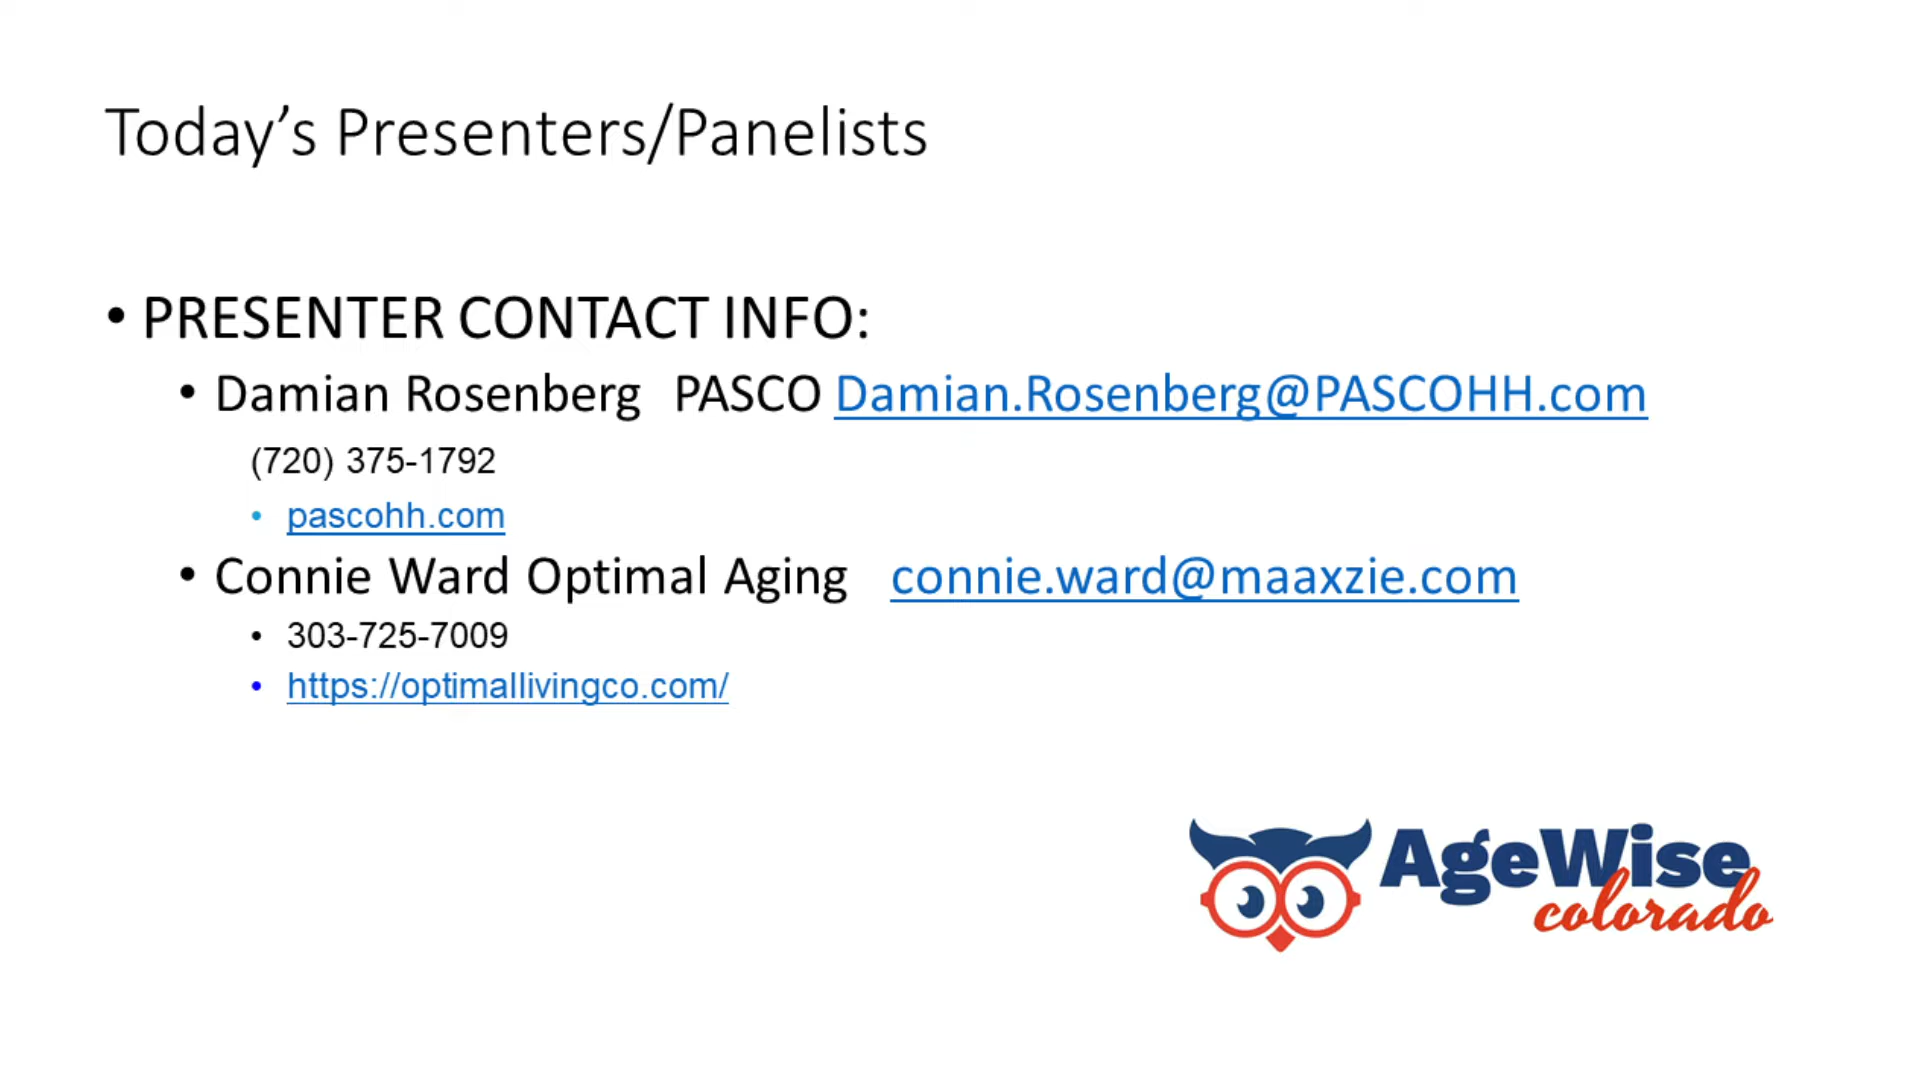 Today’s Presenters/Panelists
• PRESENTER CONTACT INFO:
• Damian Rosenberg PASCO Damian.Rosenberg@PASCOHH.com
(720) 375-1792
• pascohh.com
• Connie Ward Optimal Aging connie.ward@maaxzie.com
• 303-725-7009
• https://optimallivingco.com/
AgeWise
colorado